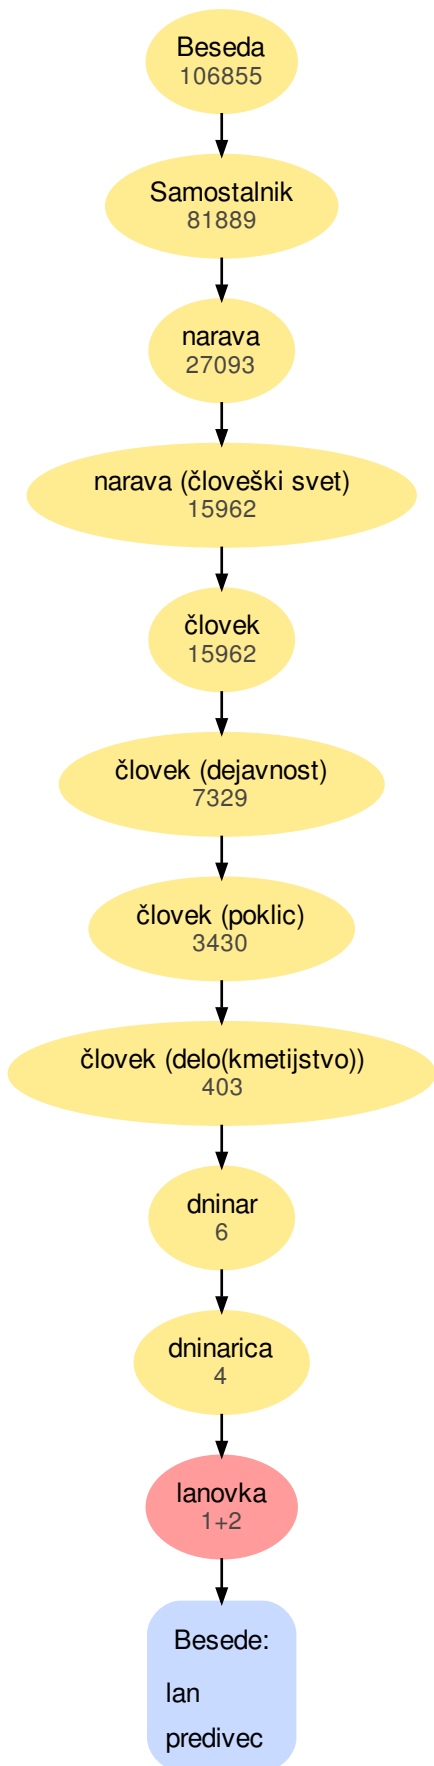 Beseda
106855
Samostalnik
81889
narava
27093
narava (človeški svet)
15962
človek
15962
človek (dejavnost)
7329
človek (poklic)
3430
človek (delo(kmetijstvo))
403
dninar
6
dninarica
4
lanovka
1+2
Besede:
lan
predivec